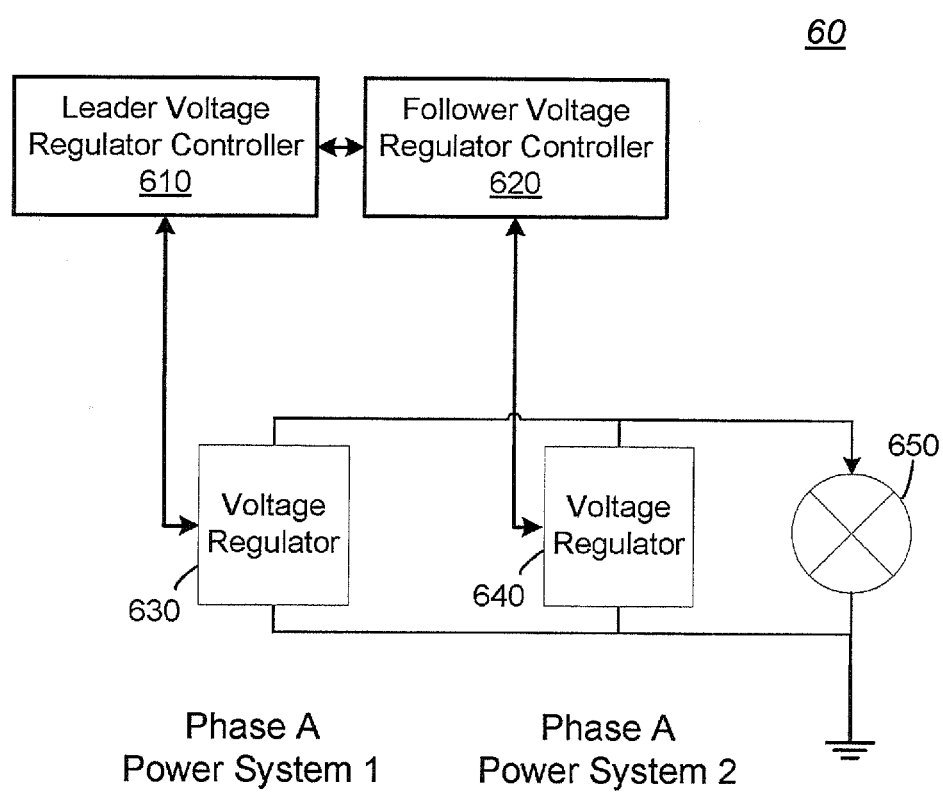 60
Leader Voltage
Regulator Controller
610
Follower Voltage
Regulator Controller
620
650
Voltage
Regulator
630
Voltage
Regulator
640
Phase A
Power System 1
Phase A
Power System 2